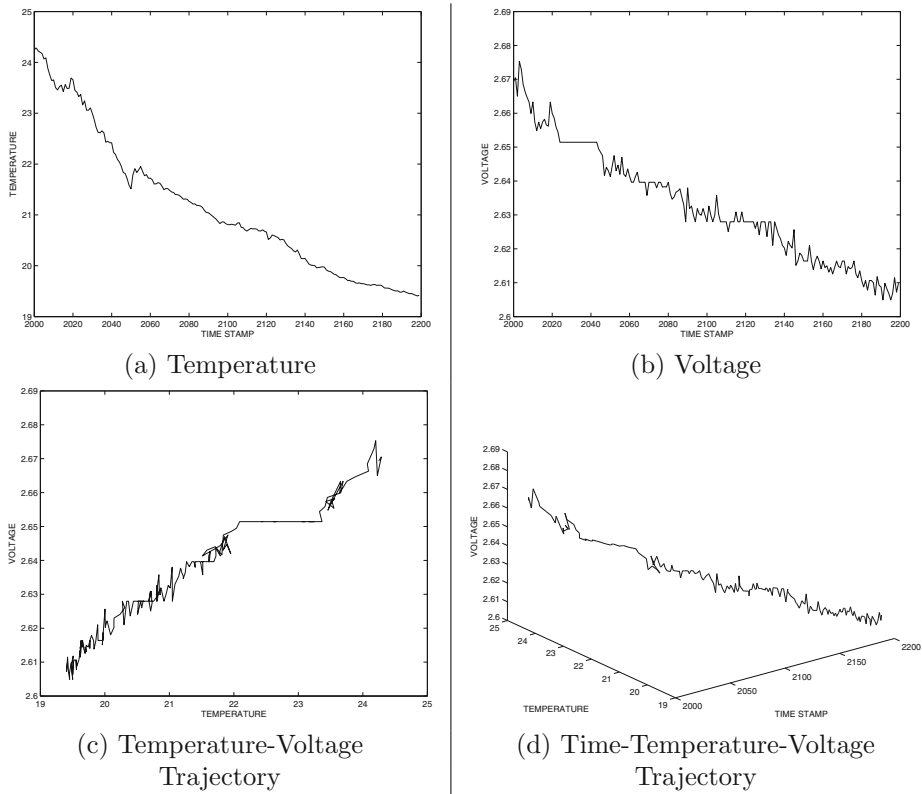 25
24
23
22
21
20
19
2000 2020 2040 2060 2080 2100 2120 2140 2160 2180 2200
TEMPERATURE
TIME STAMP
(a) Temperature
2.69
2.68
2.67
2.66
2.65
2.64
2.63
2.62
2.61
2.6
2000 2020 2040 2060 2080 2100 2120 2140 2160 2180 2200
VOLTAGE
TIME STAMP
(b) Voltage
2.69
2.68
2.67
2.66
2.65
2.64
2.63
2.62
2.61
2.6
19 20 21 22 23 24 25
VOLTAGE
TEMPERATURE
(c) Temperature-Voltage
Trajectory
2.69
2.68
2.67
2.66
2.65
2.64
2.63
2.62
2.61
2.6
VOLTAGE
25
24
23
22
21
20
19
TEMPERATURE
2000
2050
2100
2150
2200
TIME STAMP
(d) Time-Temperature-Voltage
Trajectory